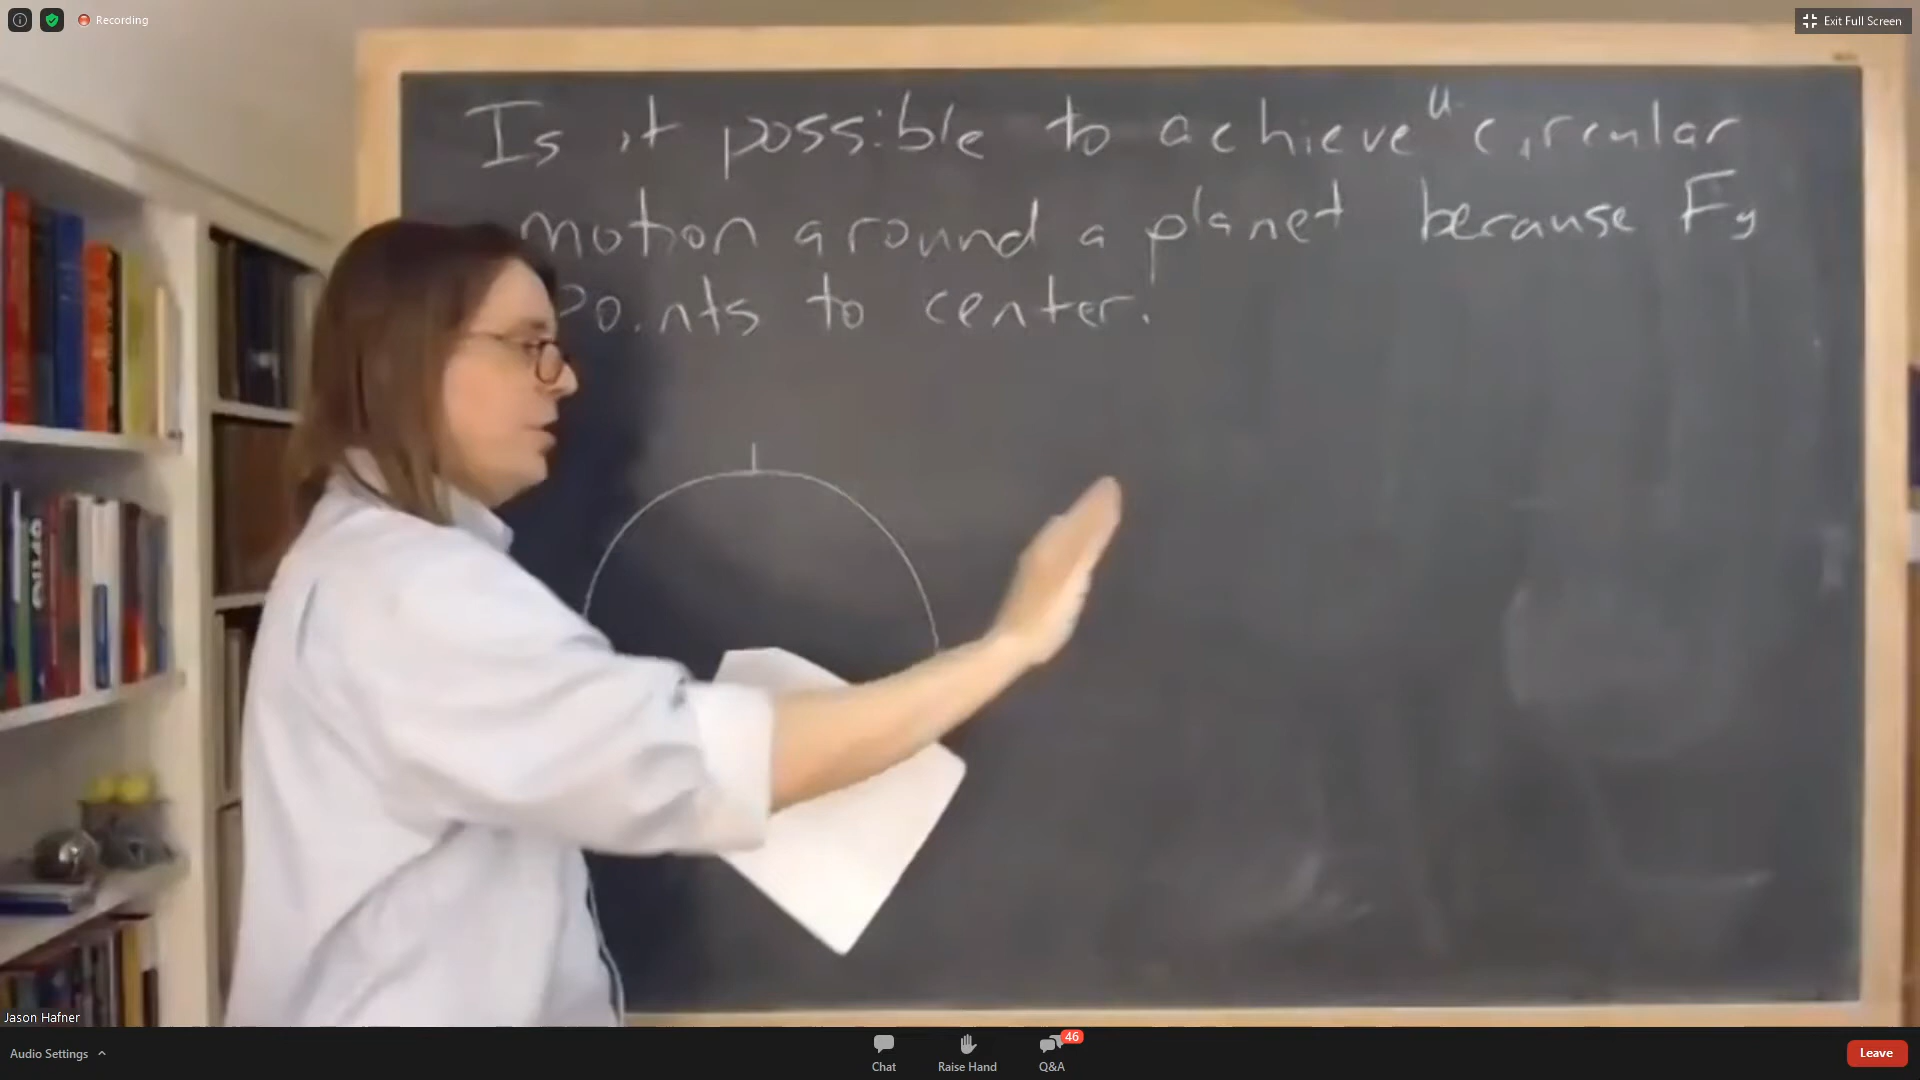 Recording
Exit Full Screen
Is it possible to achieve u. circular
motion around a planet because Fg
Points to center.
Jason Hafner
Audio Settings
Chat
Raise Hand
Q&A
46
Leave